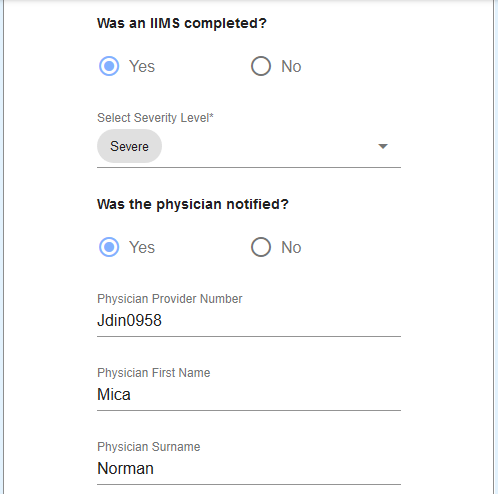 Was an IIMS completed?
Yes No
Select Severity Level*
Severe
Was the physician notified?
Yes No
Physician Provider Number
Jdin0958
Physician First Name
Mica
Physician Surname
Norman